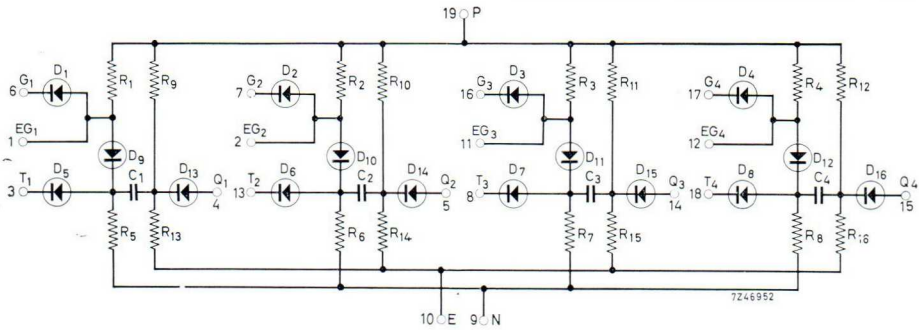 19 P
G1 D1 R1 R9 G2 D2 R2 R10 D3 R3 R11 D4 R4 R12
6 7 G3 16 G4 17
EG1 EG2 EG3 EG4
1 2 11 12
D9 D10 D11 D12
T1 D5 C1 D13 Q1 T2 D6 C2 D14 Q2 T3 D7 C3 D15 Q3 T4 D8 C4 D16 Q4
3 4 13 5 8 14 18 15
R5 R13 R6 R14 R7 R15 R8 R16
7Z46952
10 E 9 N